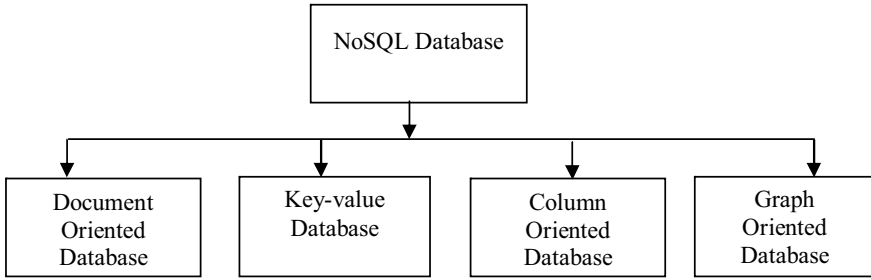 NoSQL Database
Document
Oriented
Database
Key-value
Database
Column
Oriented
Database
Graph
Oriented
Database